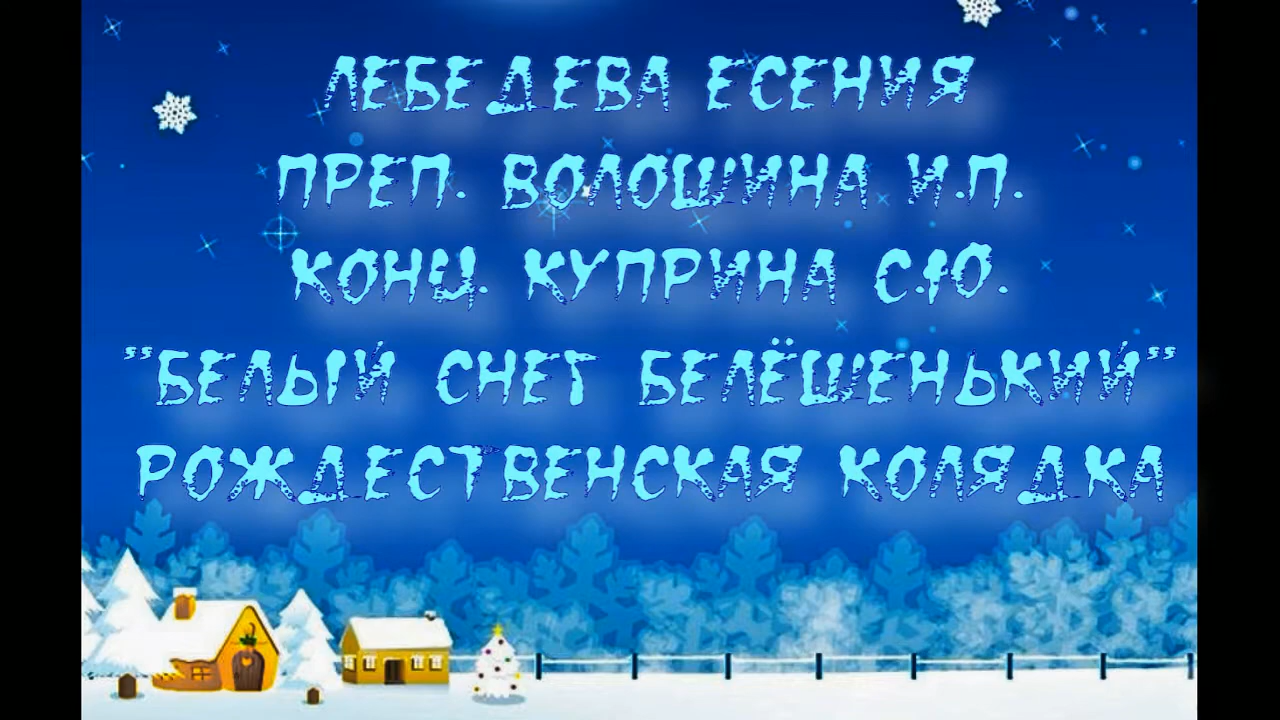 ЛЕБЕДЕВА ЕСЕНИЯ
ПРЕП. ВОЛОШИНА И.П.
КОНЦ. КУПРИНА С.Ю.
"БЕЛЫЙ СНЕГ БЕЛЁШЕНЬКИЙ"
РОЖДЕСТВЕНСКАЯ КОЛЯДКА